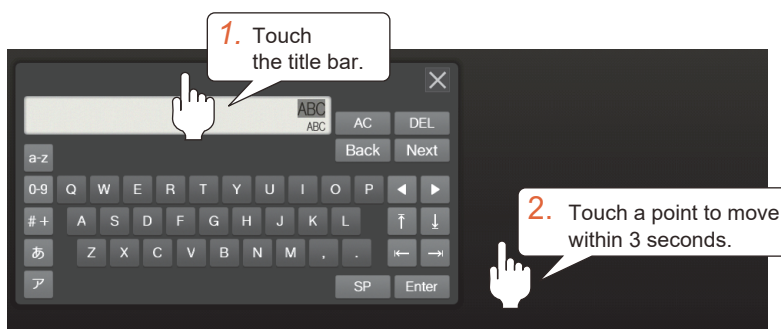 1. Touch
the title bar.
ABC
ABC
AC DEL
a-z Back Next
0-9 Q W E R T Y U I O P ◀ ▶
#+ A S D F G H J K L
あ Z X C V B N M , .
ア SP Enter
2. Touch a point to move
within 3 seconds.